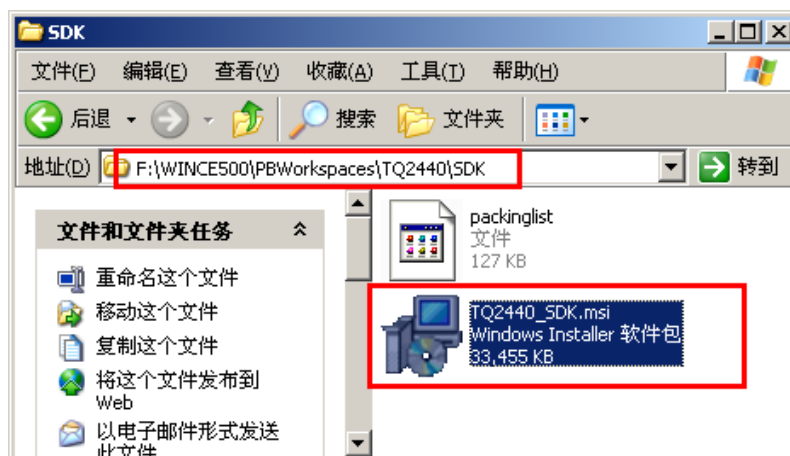 SDK
文件(F) 编辑(E) 查看(V) 收藏(A) 工具(T) 帮助(H)
后退 搜索 文件夹
地址(D) F:\WINCE500\PBWorkspaces\TQ2440\SDK 转到
文件和文件夹任务
重命名这个文件
移动这个文件
复制这个文件
将这个文件发布到
Web
以电子邮件形式发送
此文件
packinglist
文件
127 KB
TQ2440_SDK.msi
Windows Installer 软件包
33,455 KB